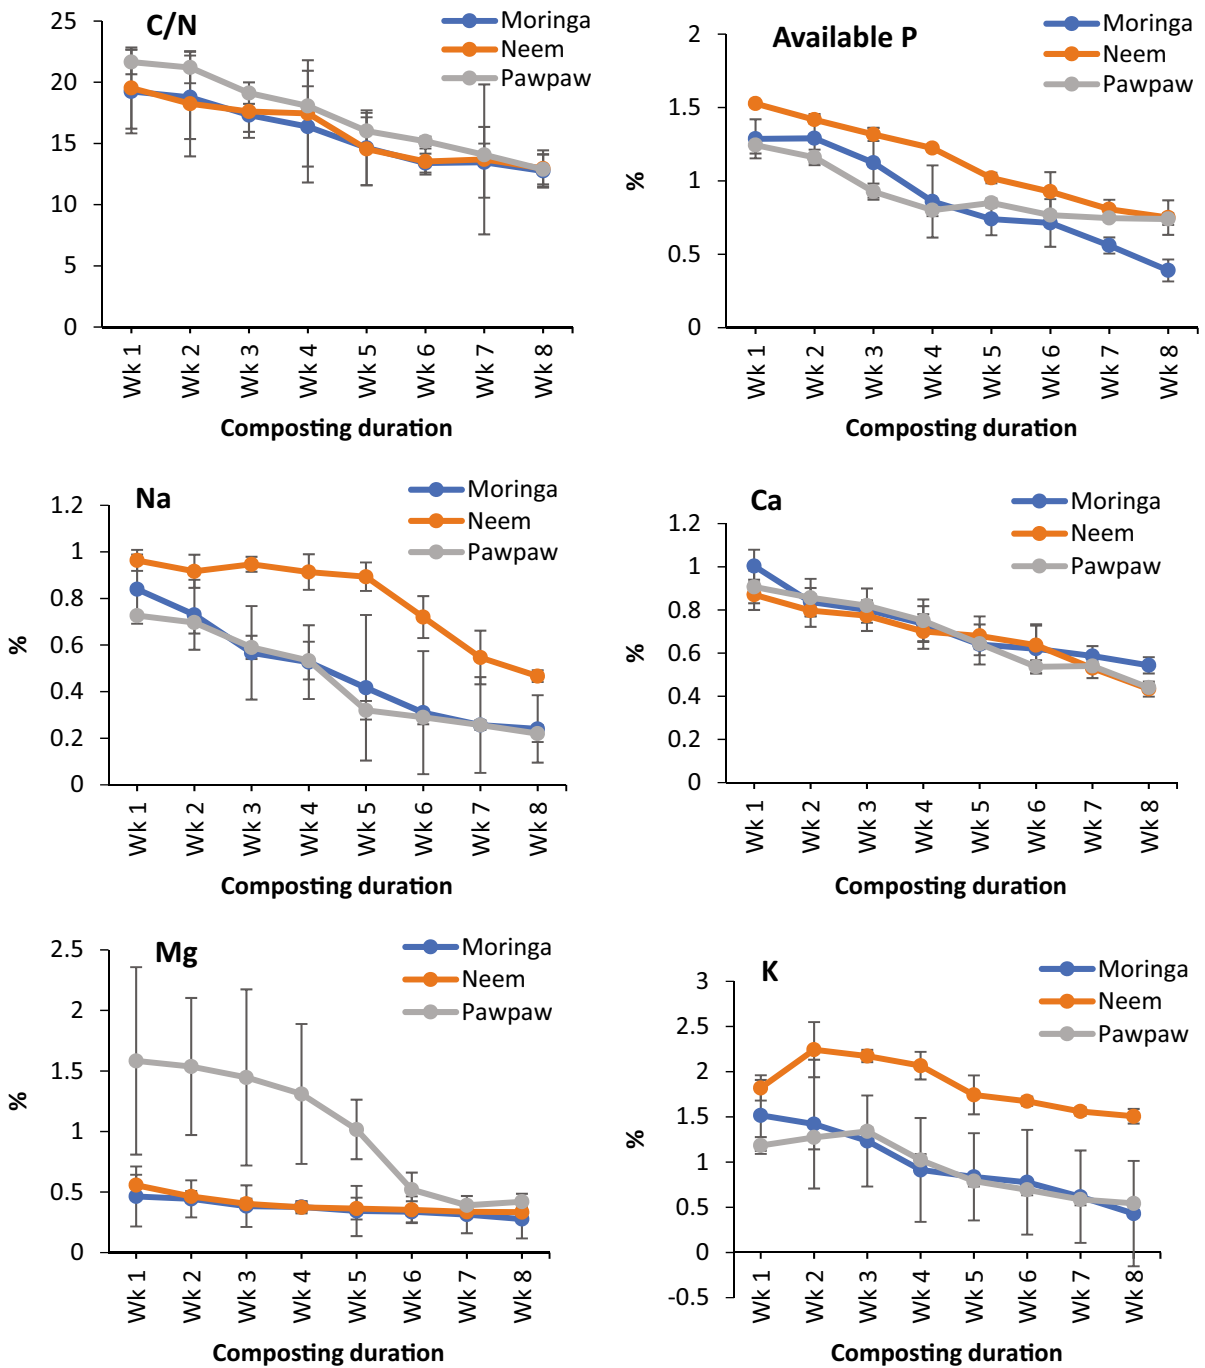 C/N
Moringa
Neem
Pawpaw
25
20
15
10
5
0
Wk 1
Wk 2
Wk 3
Wk 4
Wk 5
Wk 6
Wk 7
Wk 8
Composting duration
Available P
Moringa
Neem
Pawpaw
%
2
1.5
1
0.5
0
Wk 1
Wk 2
Wk 3
Wk 4
Wk 5
Wk 6
Wk 7
Wk 8
Composting duration
Na
Moringa
Neem
Pawpaw
%
1.2
1
0.8
0.6
0.4
0.2
0
Wk 1
Wk 2
Wk 3
Wk 4
Wk 5
Wk 6
Wk 7
Wk 8
Composting duration
Ca
Moringa
Neem
Pawpaw
%
1.2
1
0.8
0.6
0.4
0.2
0
Wk 1
Wk 2
Wk 3
Wk 4
Wk 5
Wk 6
Wk 7
Wk 8
Composting duration
Mg
Moringa
Neem
Pawpaw
%
2.5
2
1.5
1
0.5
0
Wk 1
Wk 2
Wk 3
Wk 4
Wk 5
Wk 6
Wk 7
Wk 8
Composting duration
K
Moringa
Neem
Pawpaw
%
3
2.5
2
1.5
1
0.5
0
-0.5
Wk 1
Wk 2
Wk 3
Wk 4
Wk 5
Wk 6
Wk 7
Wk 8
Composting duration